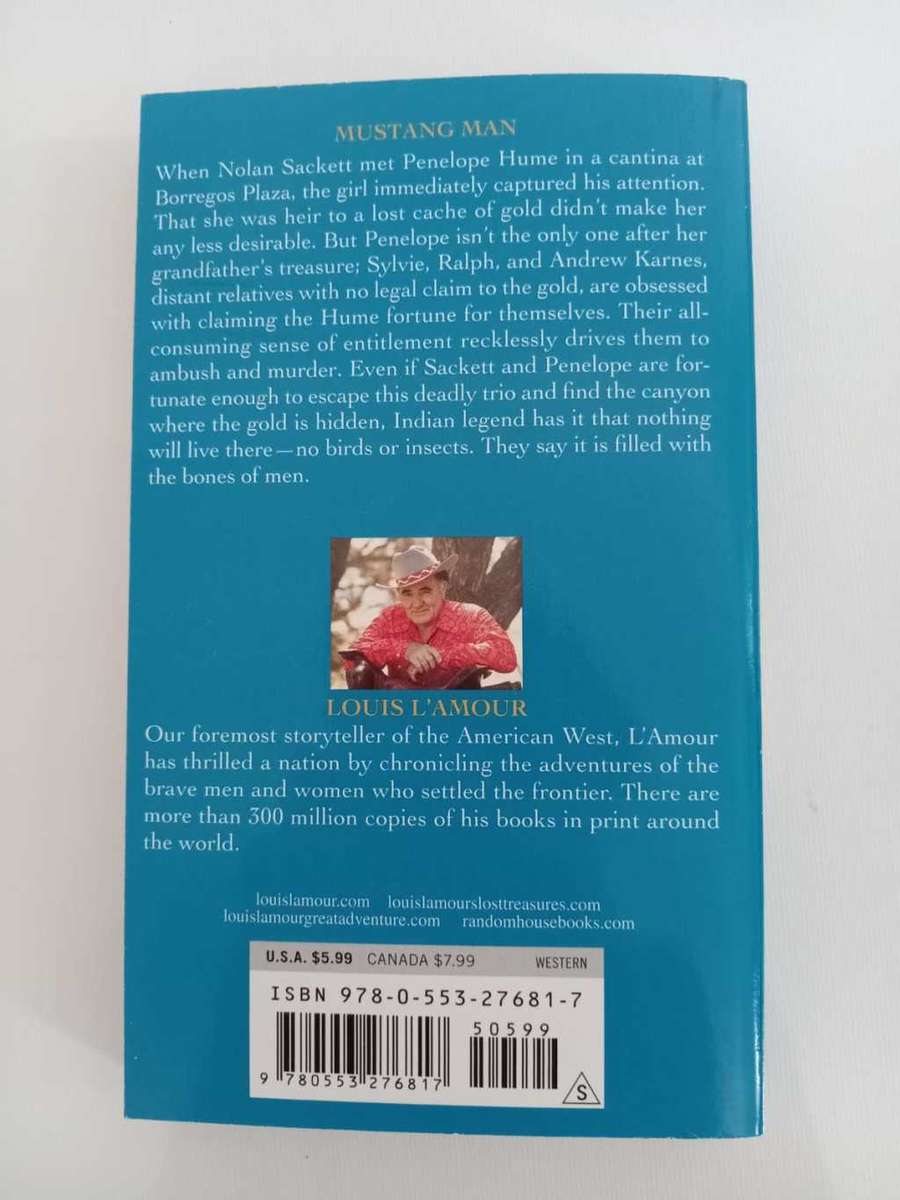 MUSTANG MAN
When Nolan Sackett met Penelope Hume in a cantina at
Borregos Plaza, the girl immediately captured his attention.
That she was heir to a lost cache of gold didn't make her
any less desirable. But Penelope isn't the only one after her
grandfather's treasure; Sylvie, Ralph, and Andrew Karnes,
distant relatives with no legal claim to the gold, are obsessed
with claiming the Hume fortune for themselves. Their all-
consuming sense of entitlement recklessly drives them to
ambush and murder. Even if Sackett and Penelope are for-
tunate enough to escape this deadly trio and find the canyon
where the gold is hidden, Indian legend has it that nothing
will live there—no birds or insects. They say it is filled with
the bones of men.
LOUIS L'AMOUR
Our foremost storyteller of the American West, L'Amour
has thrilled a nation by chronicling the adventures of the
brave men and women who settled the frontier. There are
more than 300 million copies of his books in print around
the world.
louislamour.com louislamourslosttreasures.com
louislamourgreatadventure.com randomhousebooks.com
U.S.A. $5.99 CANADA $7.99 WESTERN
ISBN 978-0-553-27681-7
50599
9 780553 276817
S